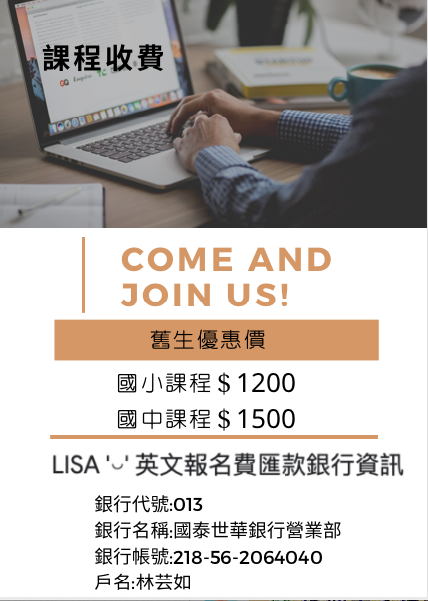 課程收費
COME AND
JOIN US!
舊生優惠價
國小課程$1200
國中課程$1500
LISA '◡' 英文報名費匯款銀行資訊
銀行代號:013
銀行名稱:國泰世華銀行營業部
銀行帳號:218-56-2064040
戶名:林芸如